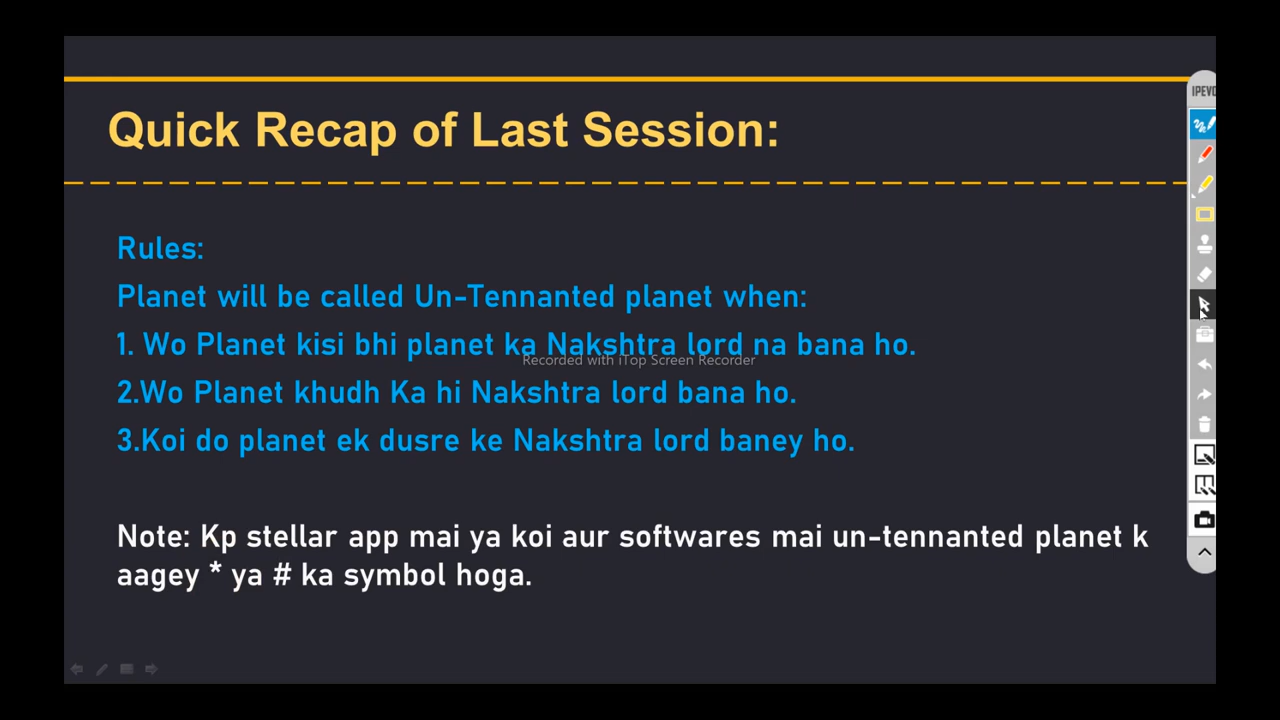 Quick Recap of Last Session:
IPEVO
Rules:
Planet will be called Un-Tennanted planet when:
1. Wo Planet kisi bhi planet ka Nakshtra lord na bana ho.
Recorded with iTop Screen Recorder
2.Wo Planet khudh Ka hi Nakshtra lord bana ho.
3.Koi do planet ek dusre ke Nakshtra lord baney ho.
Note: Kp stellar app mai ya koi aur softwares mai un-tennanted planet k
aagey * ya # ka symbol hoga.